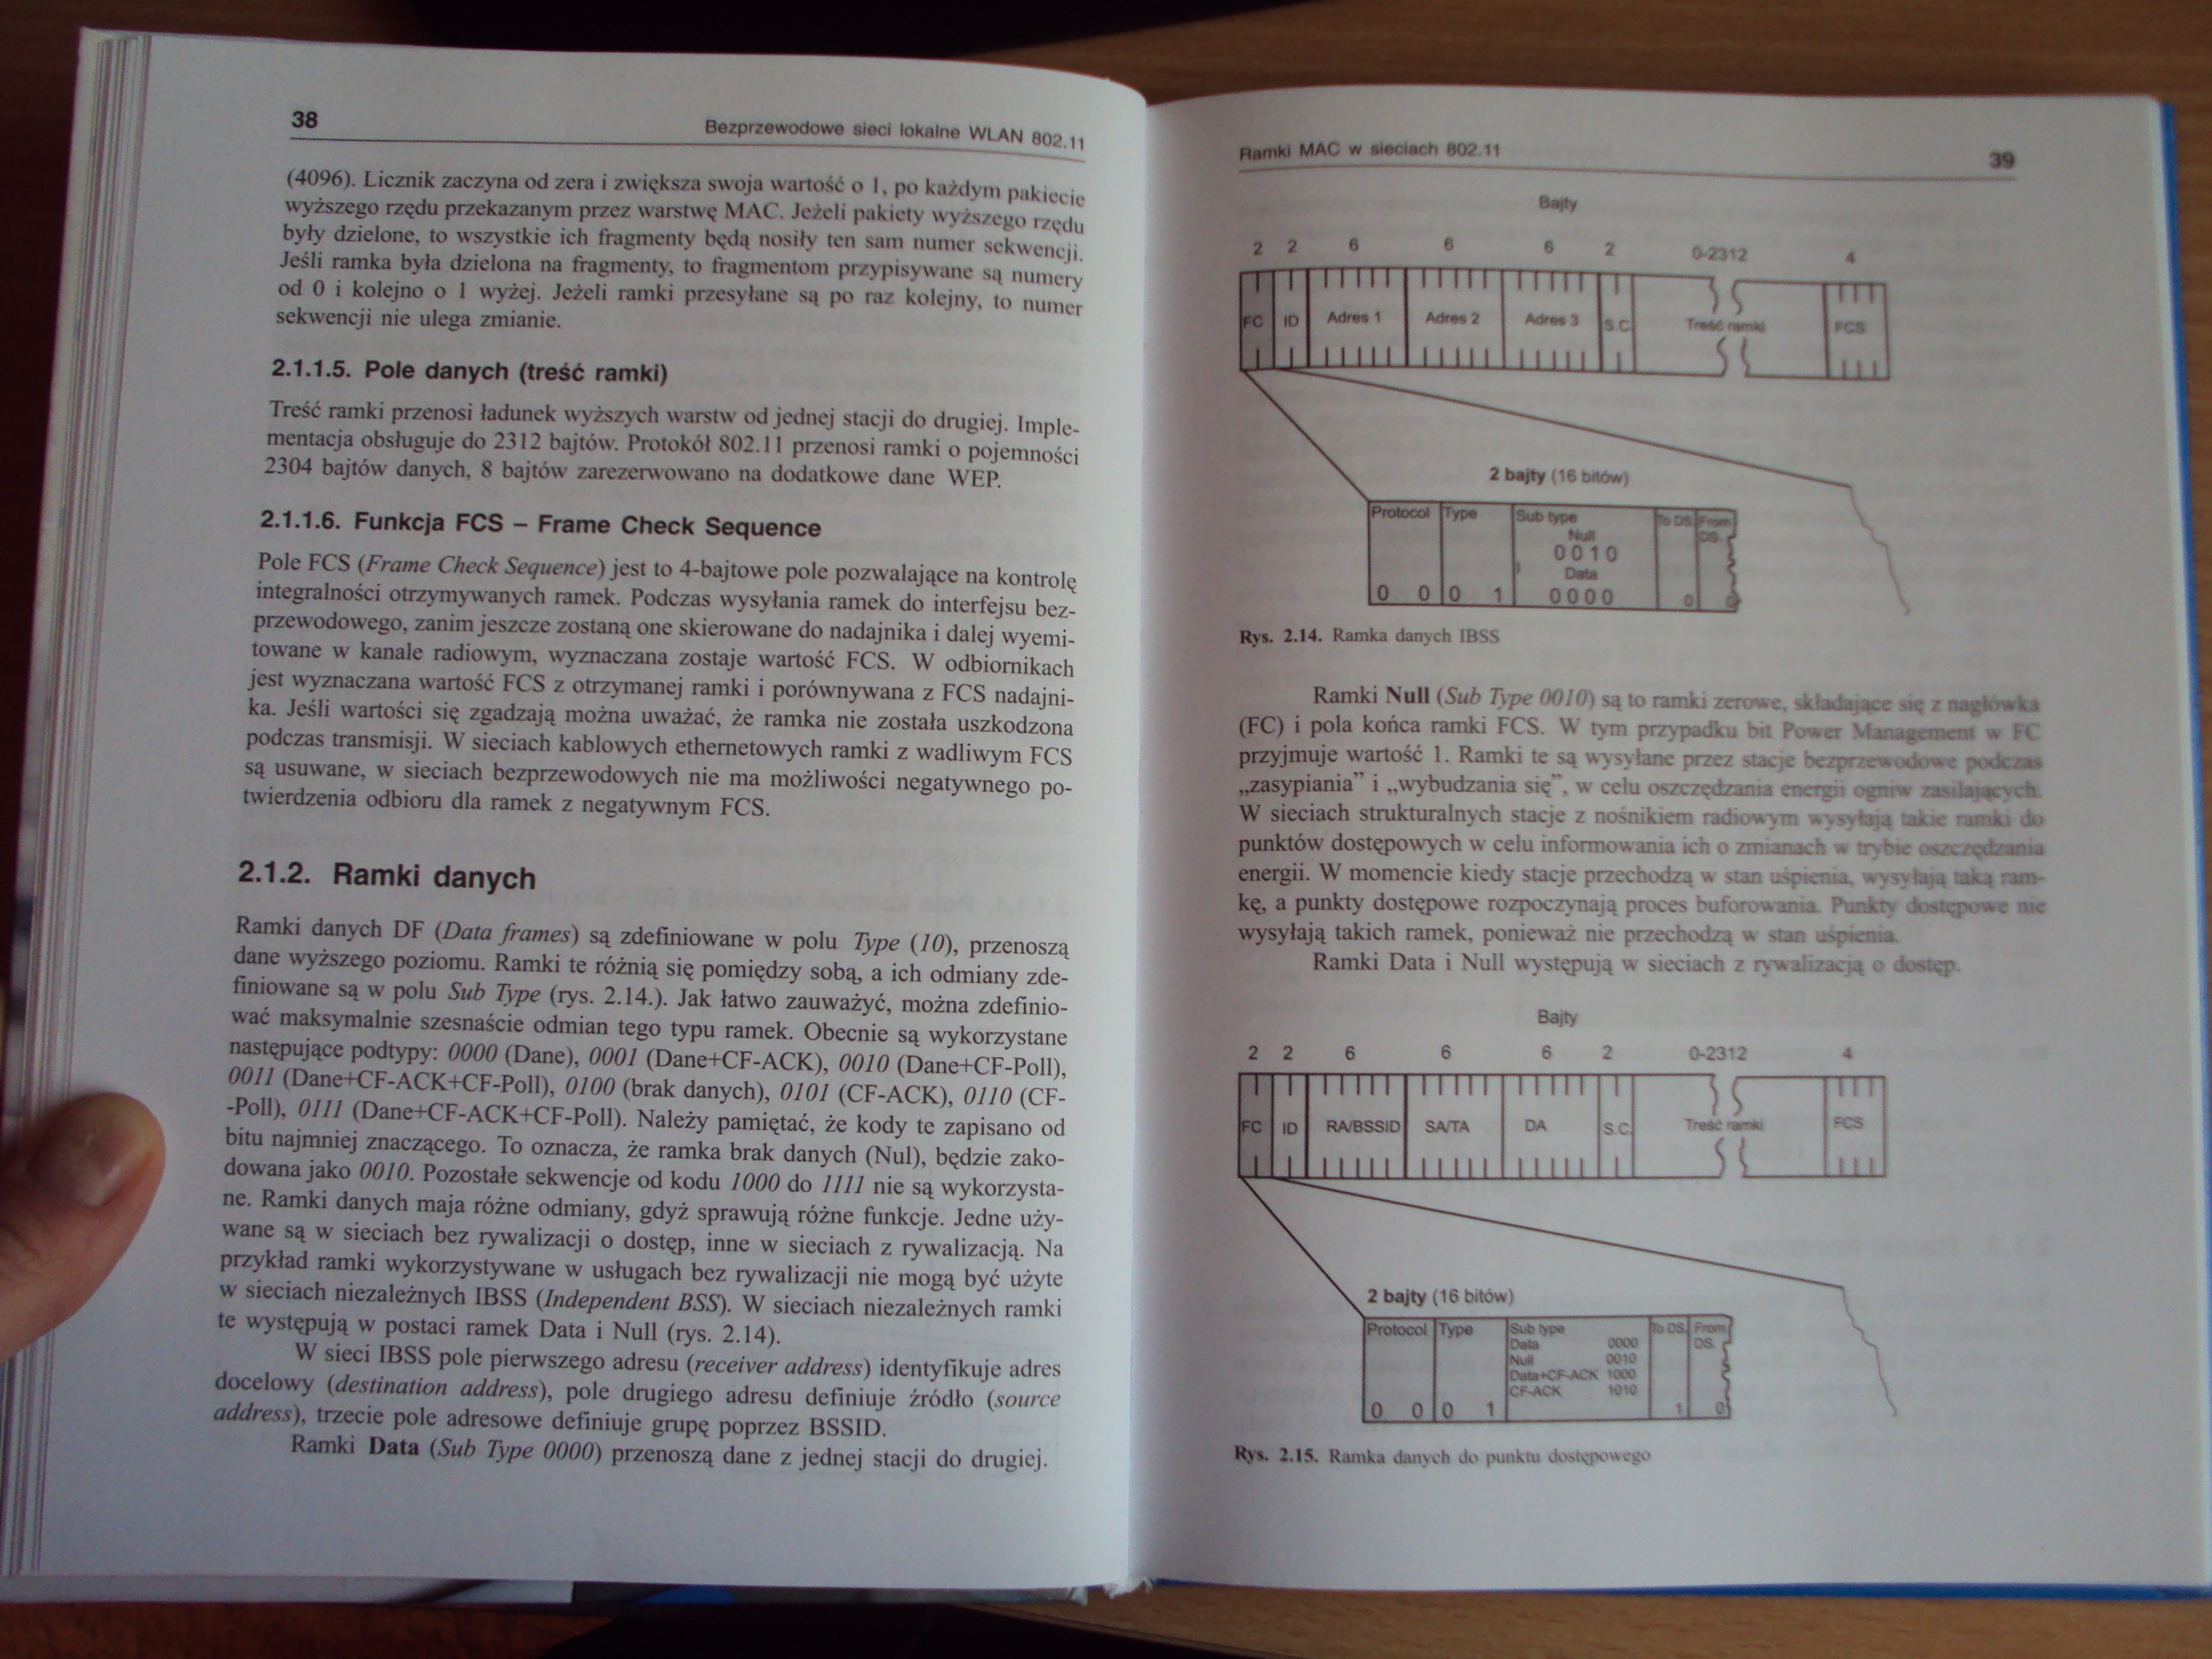 38
Bezprzewodowe sieci lokalne WLAN 802.11
(4096). Licznik zaczyna od zera i zwiększa swoja wartość o 1, po każdym pakiecie
wyższego rzędu przekazanym przez warstwę MAC. Jeżeli pakiety wyższego rzędu
były dzielone, to wszystkie ich fragmenty będą nosiły ten sam numer sekwencji.
Jeśli ramka była dzielona na fragmenty, to fragmentom przypisywane są numery
od 0 i kolejno o 1 wyżej. Jeżeli ramki przesyłane są po raz kolejny, to numer
sekwencji nie ulega zmianie.
2.1.1.5. Pole danych (treść ramki)
Treść ramki przenosi ładunek wyższych warstw od jednej stacji do drugiej. Imple-
mentacja obsługuje do 2312 bajtów. Protokół 802.11 przenosi ramki o pojemności
2304 bajtów danych, 8 bajtów zarezerwowano na dodatkowe dane WEP.
2.1.1.6. Funkcja FCS – Frame Check Sequence
Pole FCS (Frame Check Sequence) jest to 4-bajtowe pole pozwalające na kontrolę
integralności otrzymywanych ramek. Podczas wysyłania ramek do interfejsu bez-
przewodowego, zanim jeszcze zostaną one skierowane do nadajnika i dalej wyemi-
towane w kanale radiowym, wyznaczana zostaje wartość FCS. W odbiornikach
jest wyznaczana wartość FCS z otrzymanej ramki i porównywana z FCS nadajni-
ka. Jeśli wartości się zgadzają można uważać, że ramka nie została uszkodzona
podczas transmisji. W sieciach kablowych ethernetowych ramki z wadliwym FCS
są usuwane, w sieciach bezprzewodowych nie ma możliwości negatywnego po-
twierdzenia odbioru dla ramek z negatywnym FCS.
2.1.2. Ramki danych
Ramki danych DF (Data frames) są zdefiniowane w polu Type (10), przenoszą
dane wyższego poziomu. Ramki te różnią się pomiędzy sobą, a ich odmiany zde-
finiowane są w polu Sub Type (rys. 2.14.). Jak łatwo zauważyć, można zdefinio-
wać maksymalnie szesnaście odmian tego typu ramek. Obecnie są wykorzystane
następujące podtypy: 0000 (Dane), 0001 (Dane+CF-ACK), 0010 (Dane+CF-Poll),
0011 (Dane+CF-ACK+CF-Poll), 0100 (brak danych), 0101 (CF-ACK), 0110 (CF-
-Poll), 0111 (Dane+CF-ACK+CF-Poll). Należy pamiętać, że kody te zapisano od
bitu najmniej znaczącego. To oznacza, że ramka brak danych (Nul), będzie zako-
dowana jako 0010. Pozostałe sekwencje od kodu 1000 do 1111 nie są wykorzysta-
ne. Ramki danych maja różne odmiany, gdyż sprawują różne funkcje. Jedne uży-
wane są w sieciach bez rywalizacji o dostęp, inne w sieciach z rywalizacją. Na
przykład ramki wykorzystywane w usługach bez rywalizacji nie mogą być użyte
w sieciach niezależnych IBSS (Independent BSS). W sieciach niezależnych ramki
te występują w postaci ramek Data i Null (rys. 2.14).
W sieci IBSS pole pierwszego adresu (receiver address) identyfikuje adres
docelowy (destination address), pole drugiego adresu definiuje źródło (source
address), trzecie pole adresowe definiuje grupę poprzez BSSID.
Ramki Data (Sub Type 0000) przenoszą dane z jednej stacji do drugiej.
Ramki MAC w sieciach 802.11
39
Bajty
2 2 6 6 6 2 0-2312 4
FC ID Adres 1 Adres 2 Adres 3 S.C. Treść ramki FCS
2 bajty (16 bitów)
Protocol Type Sub type To DS. From
Null DS.
0010
Data
0 0 0 1 0000 0 0
Rys. 2.14. Ramka danych IBSS
Ramki Null (Sub Type 0010) są to ramki zerowe, składające się z nagłówka
(FC) i pola końca ramki FCS. W tym przypadku bit Power Management w FC
przyjmuje wartość 1. Ramki te są wysyłane przez stacje bezprzewodowe podczas
„zasypiania” i „wybudzania się”, w celu oszczędzania energii ogniw zasilających.
W sieciach strukturalnych stacje z nośnikiem radiowym wysyłają takie ramki do
punktów dostępowych w celu informowania ich o zmianach w trybie oszczędzania
energii. W momencie kiedy stacje przechodzą w stan uśpienia, wysyłają taką ram-
kę, a punkty dostępowe rozpoczynają proces buforowania. Punkty dostępowe nie
wysyłają takich ramek, ponieważ nie przechodzą w stan uśpienia.
Ramki Data i Null występują w sieciach z rywalizacją o dostęp.
Bajty
2 2 6 6 6 2 0-2312 4
FC ID RA/BSSID SA/TA DA S.C. Treść ramki FCS
2 bajty (16 bitów)
Protocol Type Sub type To DS. From
Data 0000 DS.
Null 0010
Data+CF-ACK 1000
CF-ACK 1010
0 0 0 1 1 0
Rys. 2.15. Ramka danych do punktu dostępowego